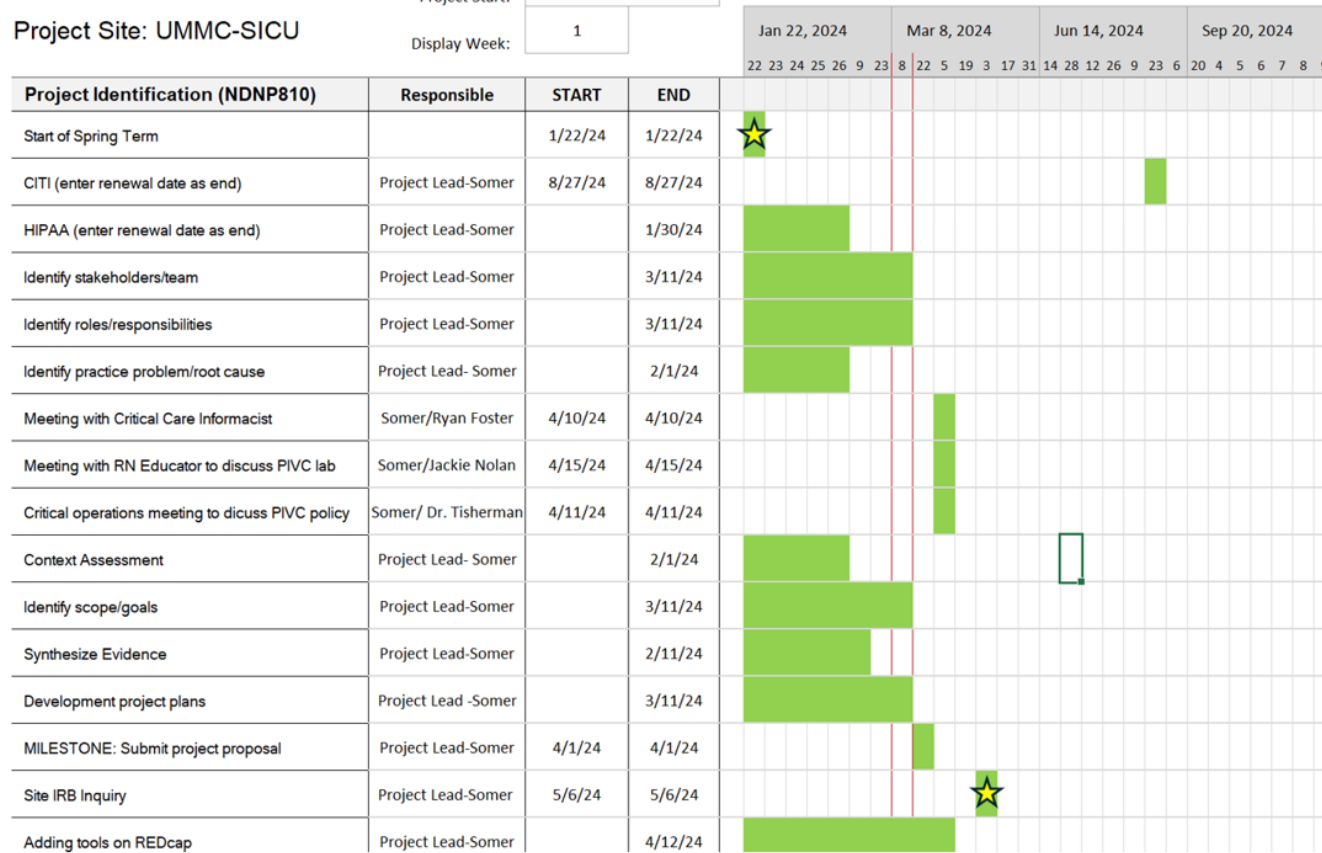 Project Start:
Project Site: UMMC-SICU
Display Week: 1
Jan 22, 2024 Mar 8, 2024 Jun 14, 2024 Sep 20, 2024
22 23 24 25 26 9 23 8 22 5 19 3 17 31 14 28 12 26 9 23 6 20 4 5 6 7 8
Project Identification (NDNP810) Responsible START END
Start of Spring Term 1/22/24 1/22/24
CITI (enter renewal date as end) Project Lead-Somer 8/27/24 8/27/24
HIPAA (enter renewal date as end) Project Lead-Somer 1/30/24
Identify stakeholders/team Project Lead-Somer 3/11/24
Identify roles/responsibilities Project Lead-Somer 3/11/24
Identify practice problem/root cause Project Lead- Somer 2/1/24
Meeting with Critical Care Informacist Somer/Ryan Foster 4/10/24 4/10/24
Meeting with RN Educator to discuss PIVC lab Somer/Jackie Nolan 4/15/24 4/15/24
Critical operations meeting to dicuss PIVC policy Somer/ Dr. Tisherman 4/11/24 4/11/24
Context Assessment Project Lead- Somer 2/1/24
Identify scope/goals Project Lead-Somer 3/11/24
Synthesize Evidence Project Lead-Somer 2/11/24
Development project plans Project Lead -Somer 3/11/24
MILESTONE: Submit project proposal Project Lead-Somer 4/1/24 4/1/24
Site IRB Inquiry Project Lead-Somer 5/6/24 5/6/24
Adding tools on REDcap Project Lead-Somer 4/12/24